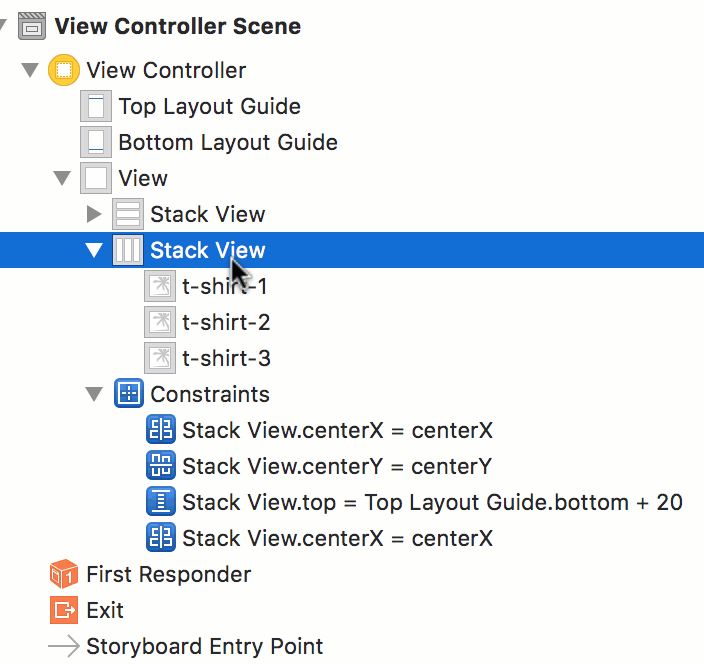 View Controller Scene
View Controller
Top Layout Guide
Bottom Layout Guide
View
Stack View
Stack View
t-shirt-1
t-shirt-2
t-shirt-3
Constraints
Stack View.centerX = centerX
Stack View.centerY = centerY
Stack View.top = Top Layout Guide.bottom + 20
Stack View.centerX = centerX
First Responder
Exit
Storyboard Entry Point